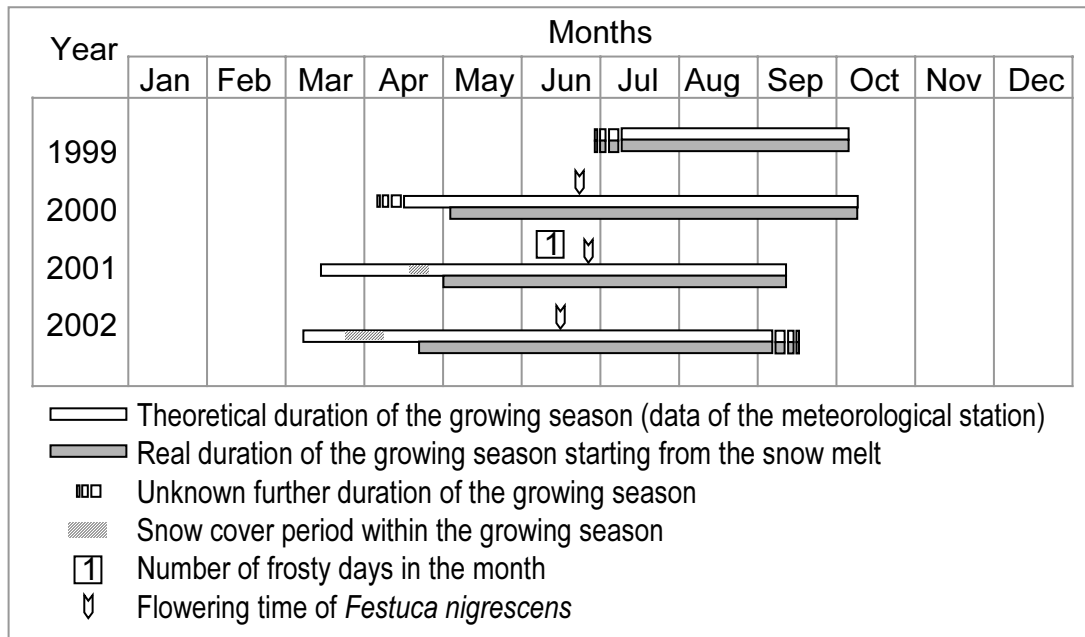 Months
Year
Jan Feb Mar Apr May Jun Jul Aug Sep Oct Nov Dec
1999
2000
1
2001
2002
Theoretical duration of the growing season (data of the meteorological station)
Real duration of the growing season starting from the snow melt
Unknown further duration of the growing season
Snow cover period within the growing season
1 Number of frosty days in the month
Flowering time of Festuca nigrescens